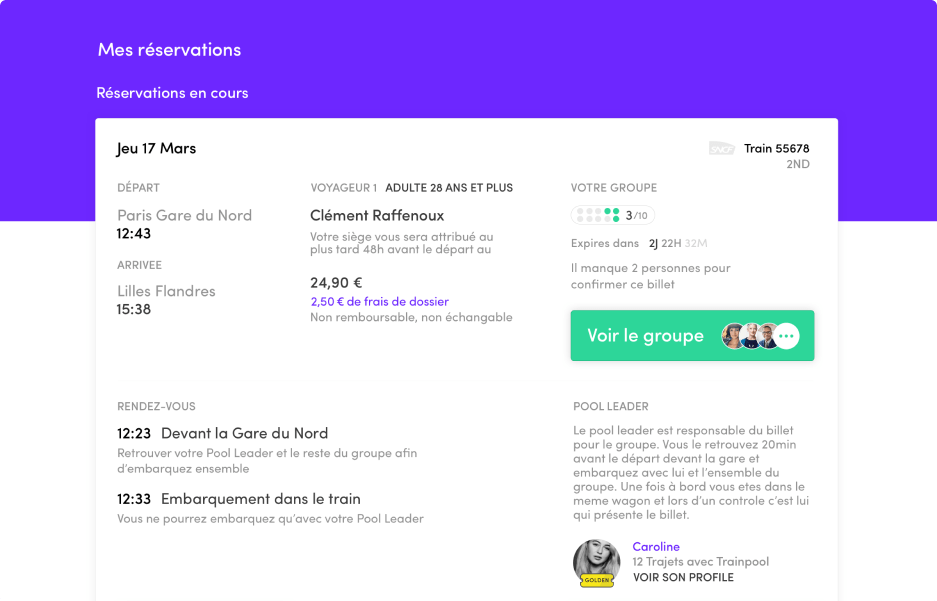 Mes réservations
Réservations en cours
Jeu 17 Mars
SNCF Train 55678
2ND
DÉPART
Paris Gare du Nord
12:43
ARRIVEE
Lilles Flandres
15:38
VOYAGEUR 1 ADULTE 28 ANS ET PLUS
Clément Raffenoux
Votre siège vous sera attribué au
plus tard 48h avant le départ au
24,90 €
2,50 € de frais de dossier
Non remboursable, non échangable
VOTRE GROUPE
3/10
Expires dans 2J 22H 32M
Il manque 2 personnes pour
confirmer ce billet
Voir le groupe
RENDEZ-VOUS
12:23 Devant la Gare du Nord
Retrouver votre Pool Leader et le reste du groupe afin
d'embarquez ensemble
12:33 Embarquement dans le train
Vous ne pourrez embarquez qu'avec votre Pool Leader
POOL LEADER
Le pool leader est responsable du billet
pour le groupe. Vous le retrouvez 20min
avant le départ devant la gare et
embarquez avec lui et l'ensemble du
groupe. Une fois à bord vous etes dans le
meme wagon et lors d'un controle c'est lui
qui présente le billet.
GOLDEN
Caroline
12 Trajets avec Trainpool
VOIR SON PROFILE